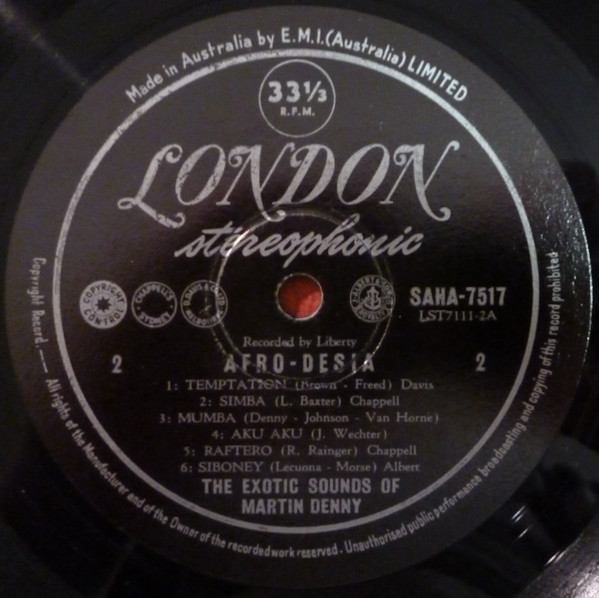 Made in Australia by E.M.I.(Australia) LIMITED
33⅓
R.P.M.
LONDON
stereophonic
COPYRIGHT CONTROL
CHAPPELL'S SYDNEY
SAHA-7517
LST7111-2A
Recorded by Liberty
2 AFRO-DESIA 2
1: TEMPTATION (Brown - Freed) Davis
2: SIMBA (L. Baxter) Chappell
3: MUMBA (Denny - Johnson - Van Horne)
4: AKU AKU (J. Wechter)
5: RAFTERO (R. Rainger) Chappell
6: SIBONEY (Lecuona - Morse) Albert
THE EXOTIC SOUNDS OF
MARTIN DENNY
Copyright Record. — All rights of the Manufacturer and of the Owner of the recorded work reserved. Unauthorised public performance broadcasting and copying of this record prohibited